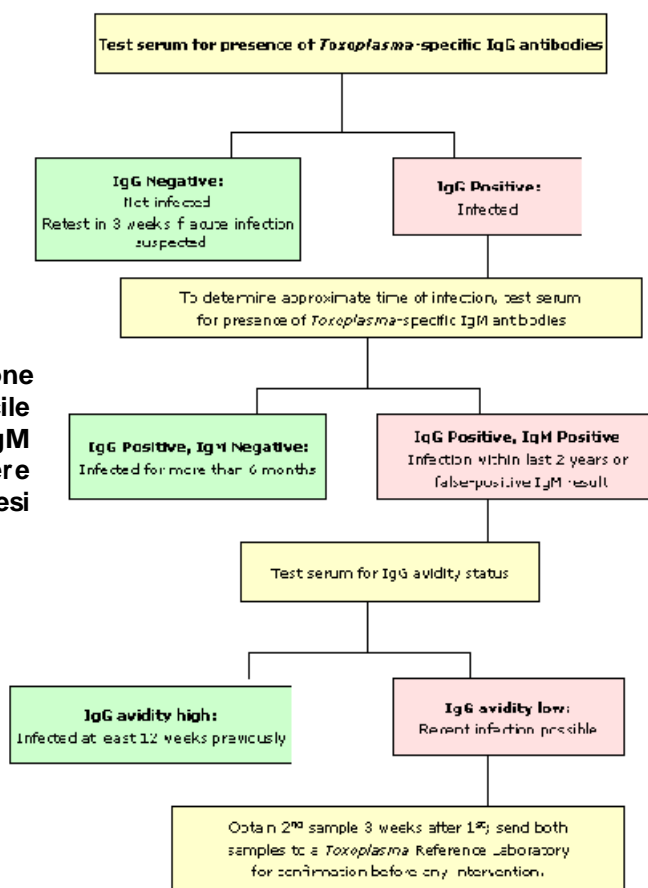 Test serum for presence of Toxoplasma-specific IgG antibodies
IgG Negative:
Not infected
Retest in 3 weeks if acute infection
suspected
IgG Positive:
Infected
To determine approximate time of infection, test serum
for presence of Toxoplasma-specific IgM antibodies
one
ile
gM
ere
esi
IgG Positive, IgM Negative:
Infected for more than 6 months
IgG Positive, IgM Positive
Infection within last 2 years or
false-positive IgM result
Test serum for IgG avidity status
IgG avidity high:
Infected at least 12 weeks previously
IgG avidity low:
Recent infection possible
Obtain 2nd sample 3 weeks after 1st; send both
samples to a Toxoplasma Reference Laboratory
for confirmation before any intervention.